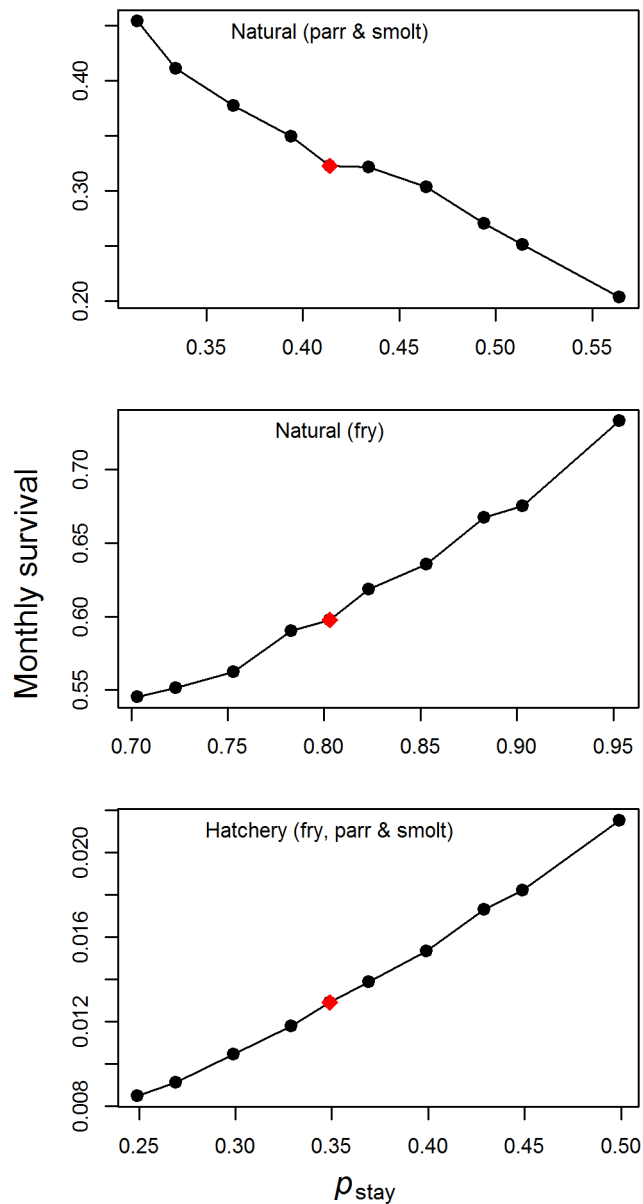 Natural (parr & smolt)
0.40
0.30
0.20
0.35 0.40 0.45 0.50 0.55
Natural (fry)
0.70
0.65
0.60
0.55
0.70 0.75 0.80 0.85 0.90 0.95
Monthly survival
Hatchery (fry, parr & smolt)
0.020
0.016
0.012
0.008
0.25 0.30 0.35 0.40 0.45 0.50
pstay